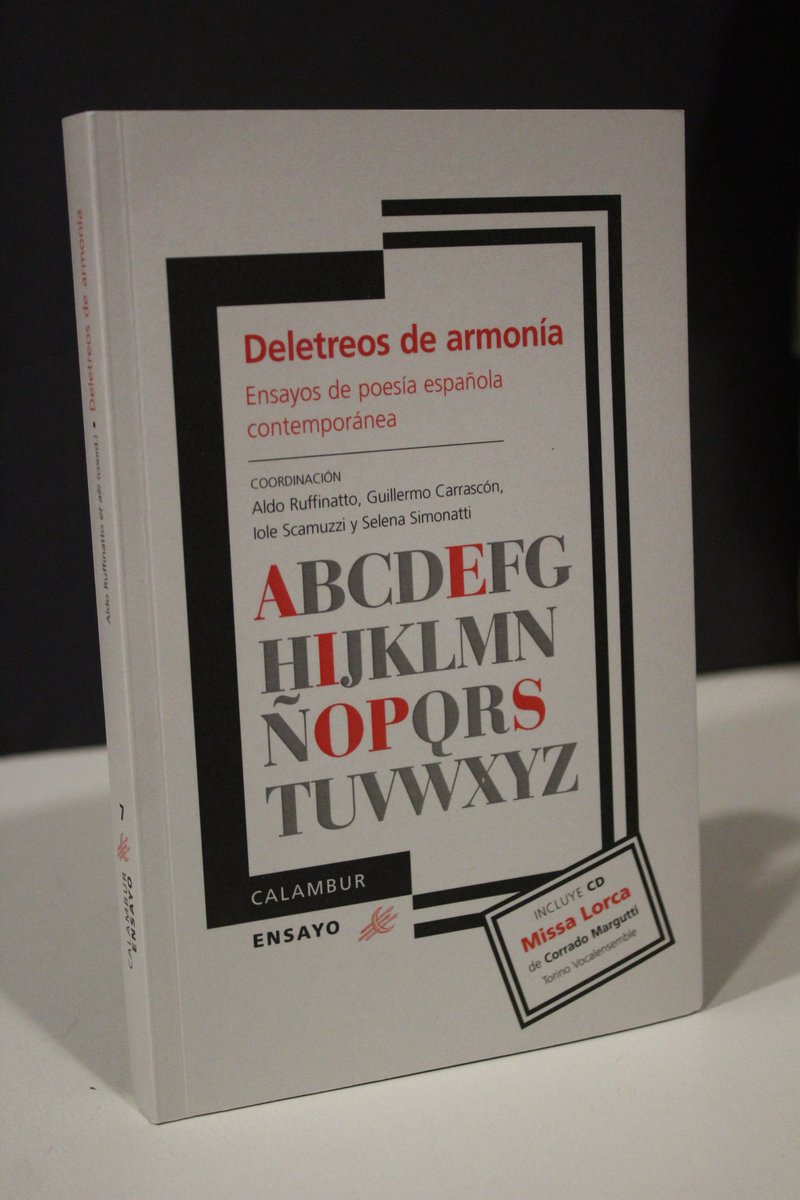 Deletreos de armonía
Ensayos de poesía española
contemporánea
COORDINACIÓN
Aldo Ruffinatto, Guillermo Carrascón,
Iole Scamuzzi y Selena Simonatti
ABCDEFG
HIJKLMN
ÑOPQRS
TUVWXYZ
CALAMBUR
ENSAYO
INCLUYE CD
Missa Lorca
de Corrado Margutti
Torino Vocalensemble
Aldo Ruffinatto et alii (coord.) • Deletreos de armonía
7
CALAMBUR
ENSAYO